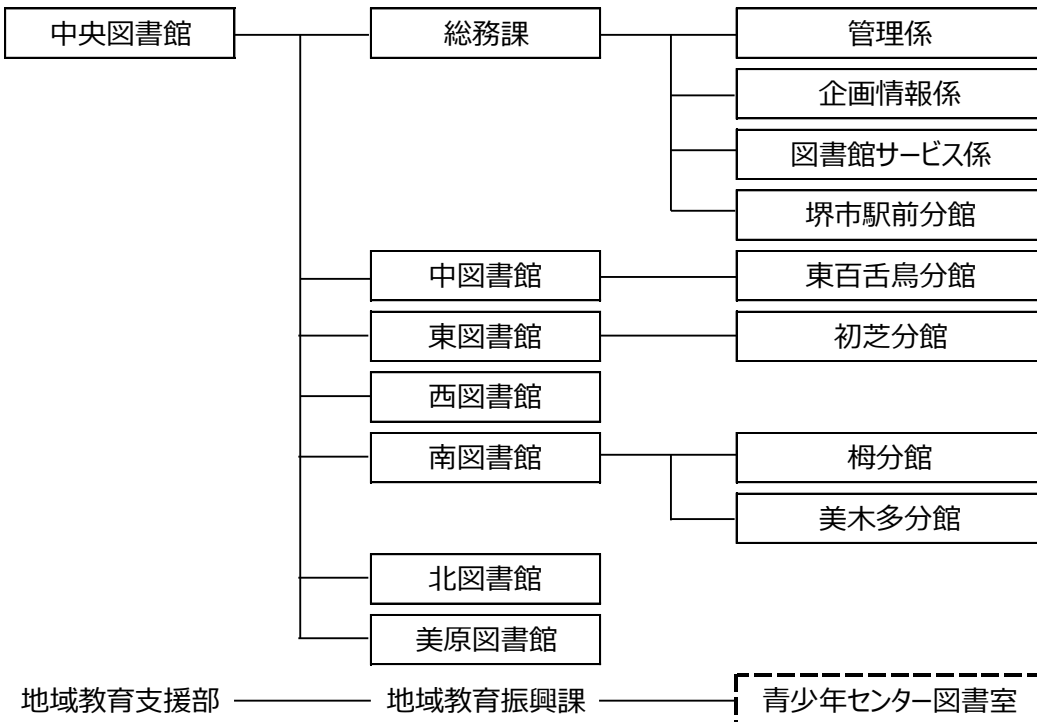 中央図書館 総務課 管理係
企画情報係
図書館サービス係
堺市駅前分館
中図書館 東百舌鳥分館
東図書館 初芝分館
西図書館
南図書館 栂分館
美木多分館
北図書館
美原図書館
地域教育支援部 地域教育振興課 青少年センター図書室